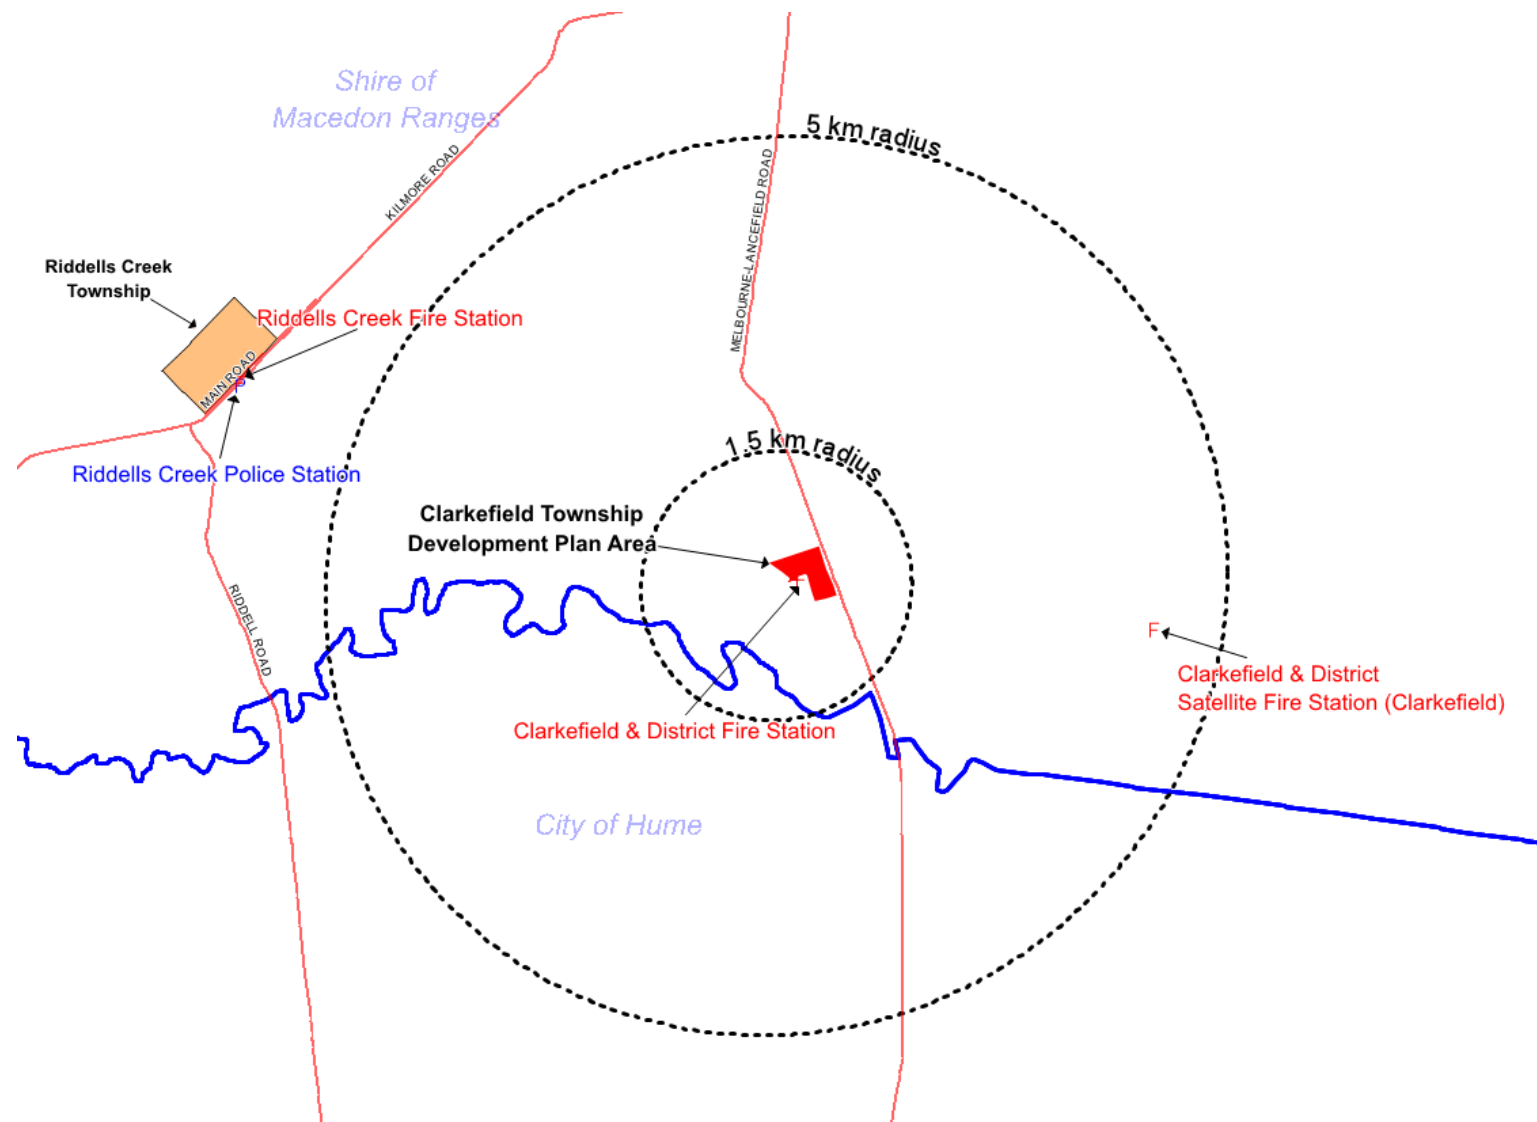 Shire of
Macedon Ranges
5 km radius
KILMORE ROAD
MELBOURNE-LANCEFIELD ROAD
Riddells Creek
Township
Riddells Creek Fire Station
MAIN ROAD
P
Riddells Creek Police Station
1.5 km radius
Clarkefield Township
Development Plan Area
RIDDELL ROAD
F
Clarkefield & District
Satellite Fire Station (Clarkefield)
Clarkefield & District Fire Station
City of Hume